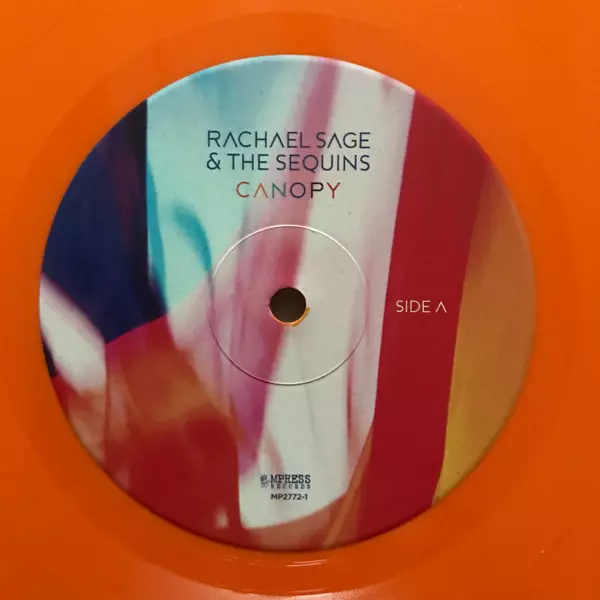 RACHAEL SAGE
& THE SEQUINS
CANOPY
SIDE A
MPRESS
RECORDS
MP2772-1